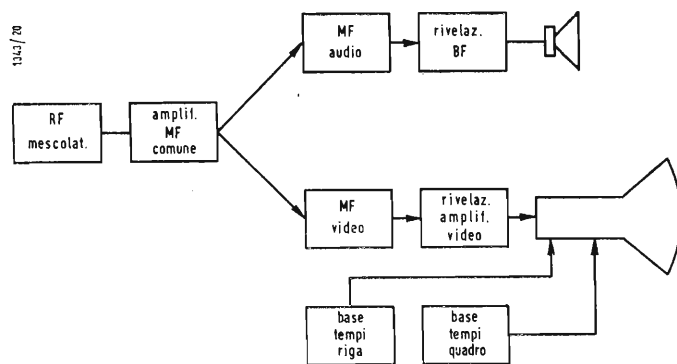 1343/20
MF
audio
rivelaz.
BF
RF
mescolat.
amplif.
MF
comune
MF
video
rivelaz.
amplif.
video
base
tempi
riga
base
tempi
quadro